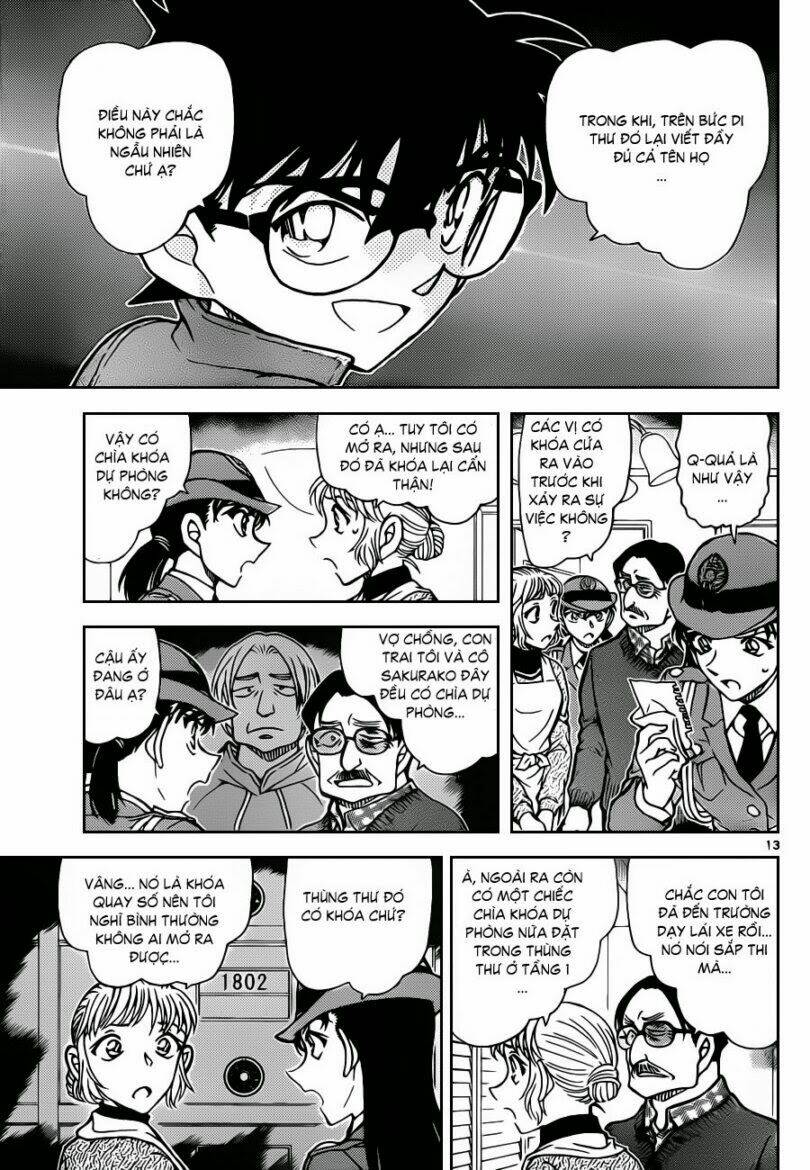 TRONG KHI, TRÊN BỨC DI
THƯ ĐÓ LẠI VIẾT ĐẦY
ĐỦ CẢ TÊN HỌ
...
ĐIỀU NÀY CHẮC
KHÔNG PHẢI LÀ
NGẪU NHIÊN
CHỨ Ạ?
Q-QUẢ LÀ
NHƯ VẬY
...
CÁC VỊ CÓ
KHÓA CỬA
RA VÀO
TRƯỚC KHI
XẢY RA SỰ
VIỆC KHÔNG
?
CÓ Ạ... TUY TÔI CÓ
MỞ RA, NHƯNG SAU
ĐÓ ĐÃ KHÓA LẠI CẨN
THẬN!
VẬY CÓ
CHÌA KHÓA
DỰ PHÒNG
KHÔNG?
VỢ CHỒNG, CON
TRAI TÔI VÀ CÔ
SAKURAKO ĐÂY
ĐỀU CÓ CHÌA DỰ
PHÒNG...
CẬU ẤY
ĐANG Ở
ĐÂU Ạ?
13
CHẮC CON TÔI
ĐÃ ĐẾN TRƯỜNG
DẠY LÁI XE RỒI...
NÓ NÓI SẮP THI
MÀ...
À, NGOÀI RA CÒN
CÓ MỘT CHIẾC
CHÌA KHÓA DỰ
PHÒNG NỮA ĐẶT
TRONG THÙNG
THƯ Ở TẦNG 1
...
THÙNG THƯ ĐÓ
CÓ KHÓA CHỨ?
VÂNG... NÓ LÀ KHÓA
QUAY SỐ NÊN TÔI
NGHĨ BÌNH THƯỜNG
KHÔNG AI MỞ RA
ĐƯỢC...
1802